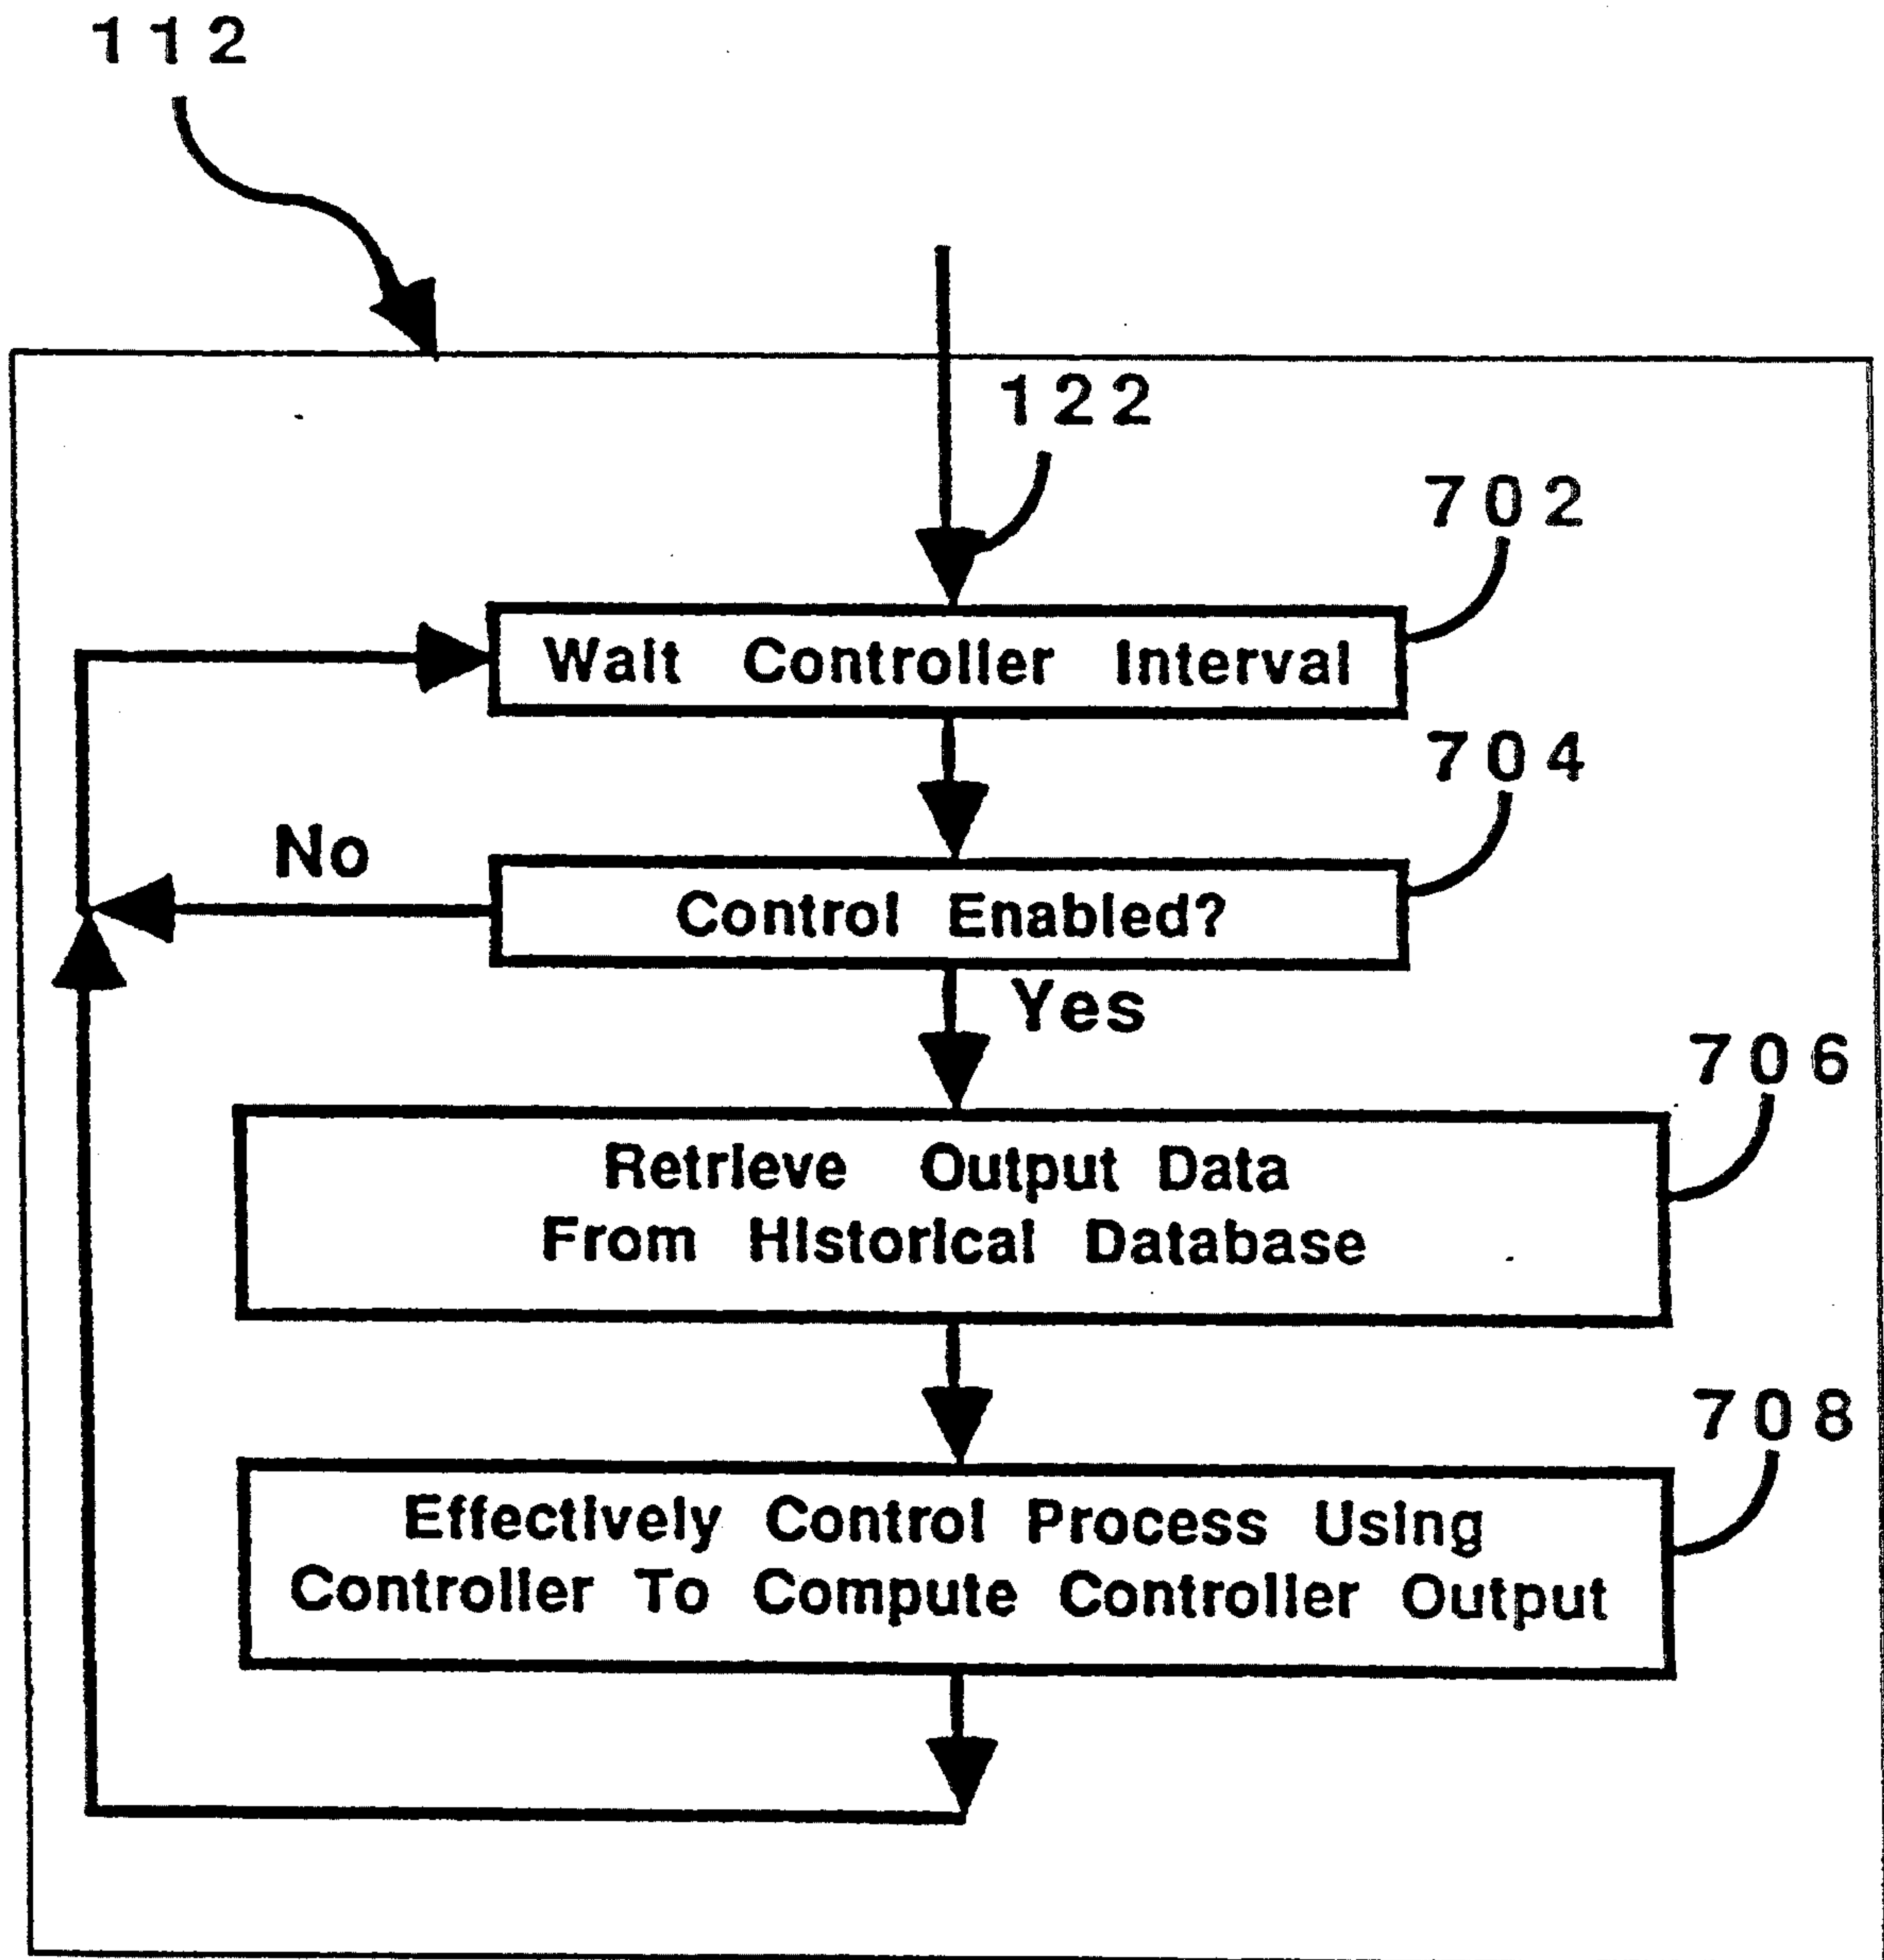 112
122
702
Wait Controller Interval
704
No
Control Enabled?
Yes
706
Retrieve Output Data
From Historical Database
708
Effectively Control Process Using
Controller To Compute Controller Output